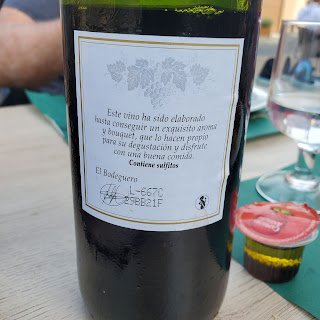 Este vino ha sido elaborado
hasta conseguir un exquisito aroma
y bouquet, que lo hacen propio
para su degustación y disfrute
con una buena comida.
Contiene sulfitos
El Bodeguero
L-667C
29BB21F